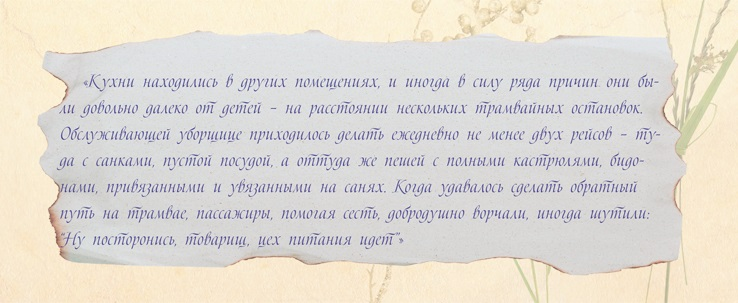 «Кухни находились в других помещениях, и иногда в силу ряда причин они бы-
ли довольно далеко от детей - на расстоянии нескольких трамвайных остановок.
Обслуживающей уборщице приходилось делать ежедневно не менее двух рейсов - ту-
да с санками, пустой посудой, а оттуда же пешей с полными кастрюлями, бидо-
нами, привязанными и увязанными на санях. Когда удавалось сделать обратный
путь на трамвае, пассажиры, помогая сесть, добродушно ворчали, иногда шутили:
"Ну посторонись, товарищ, цех питания идет"»